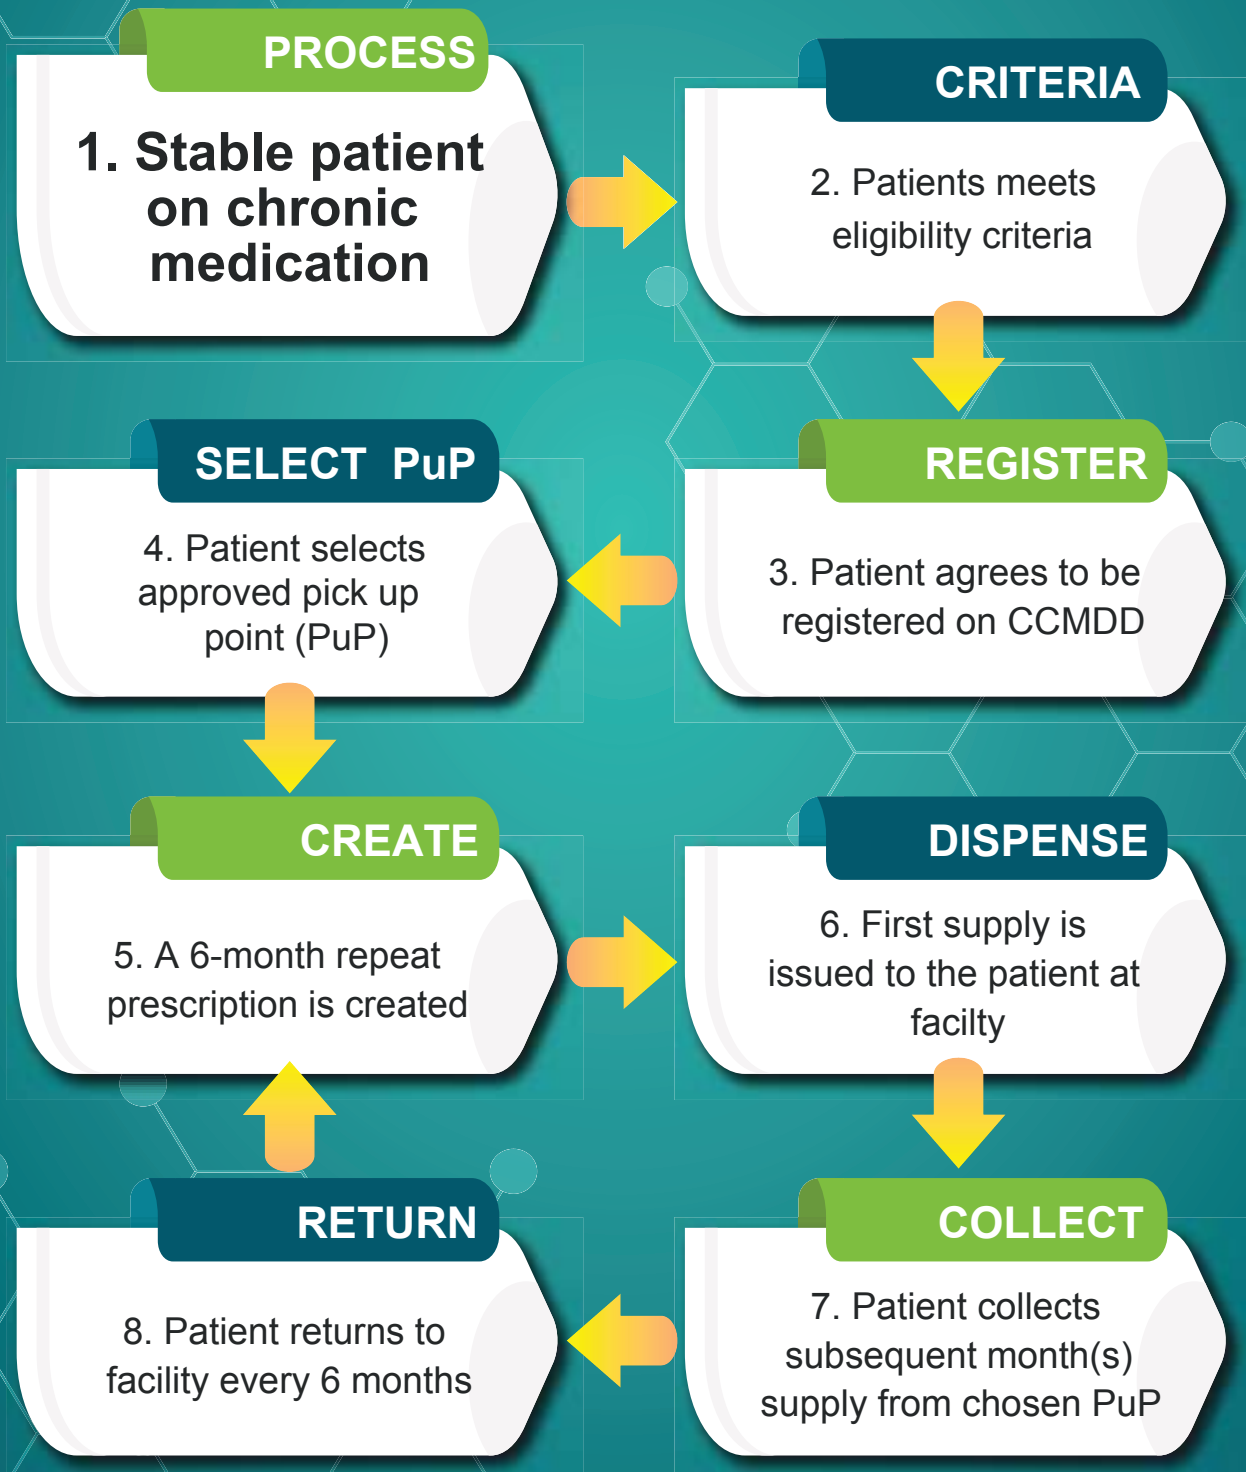 PROCESS
1. Stable patient
on chronic
medication
CRITERIA
2. Patients meets
eligibility criteria
REGISTER
3. Patient agrees to be
registered on CCMDD
SELECT PuP
4. Patient selects
approved pick up
point (PuP)
CREATE
5. A 6-month repeat
prescription is created
DISPENSE
6. First supply is
issued to the patient at
facilty
COLLECT
7. Patient collects
subsequent month(s)
supply from chosen PuP
RETURN
8. Patient returns to
facility every 6 months